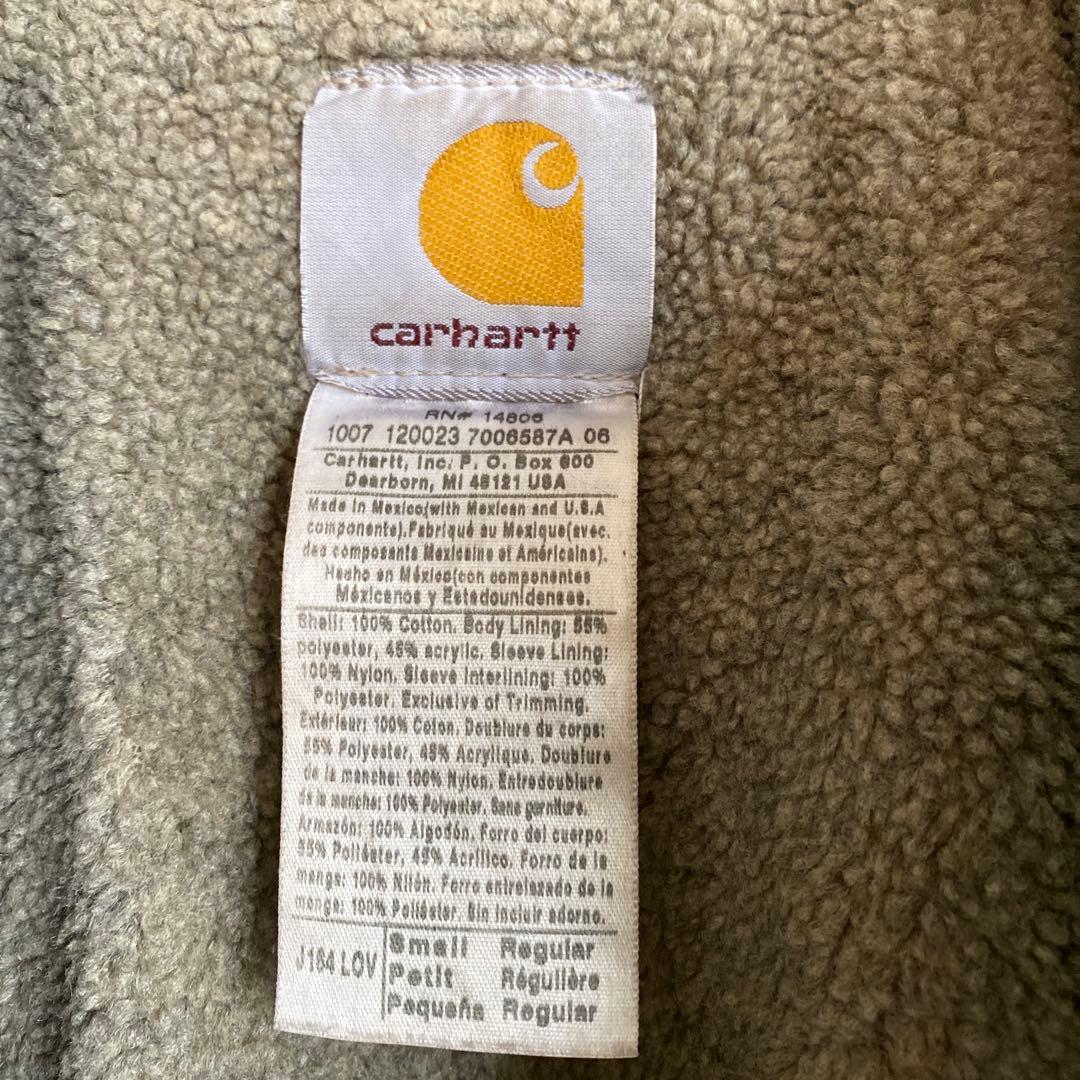 carhartt
RN# 14806
1007 120023 7006587A 06
Carhartt, Inc. P. O. Box 600
Dearborn, MI 48121 USA
Made in Mexico(with Mexican and U.S.A
components).Fabriqué au Mexique(avec.
des composants Mexicains et Américains).
Hecho en México(con componentes
Méxicanos y Estadounidenses.
Shell: 100% Cotton. Body Lining: 55%
polyester, 45% acrylic, Sleeve Lining:
100% Nylon, Sleeve Interlining: 100%
Polyester, Exclusive of Trimming.
Extérieur: 100% Coton. Doublure du corps:
55% Polyester, 45% Acrylique, Doublure
de la manche: 100% Nylon, Entredoublure
de la manche: 100% Polyester, Sans garniture.
Armazón: 100% Algodón. Forro del cuerpo:
55% Poliéster, 45% Acrílico. Forro de la
manga: 100% Nilón. Forro entrelazado de la
manga: 100% Poliéster. Sin incluir adorno.
J184 LOV
Small Regular
Petit Régulière
Pequeña Regular